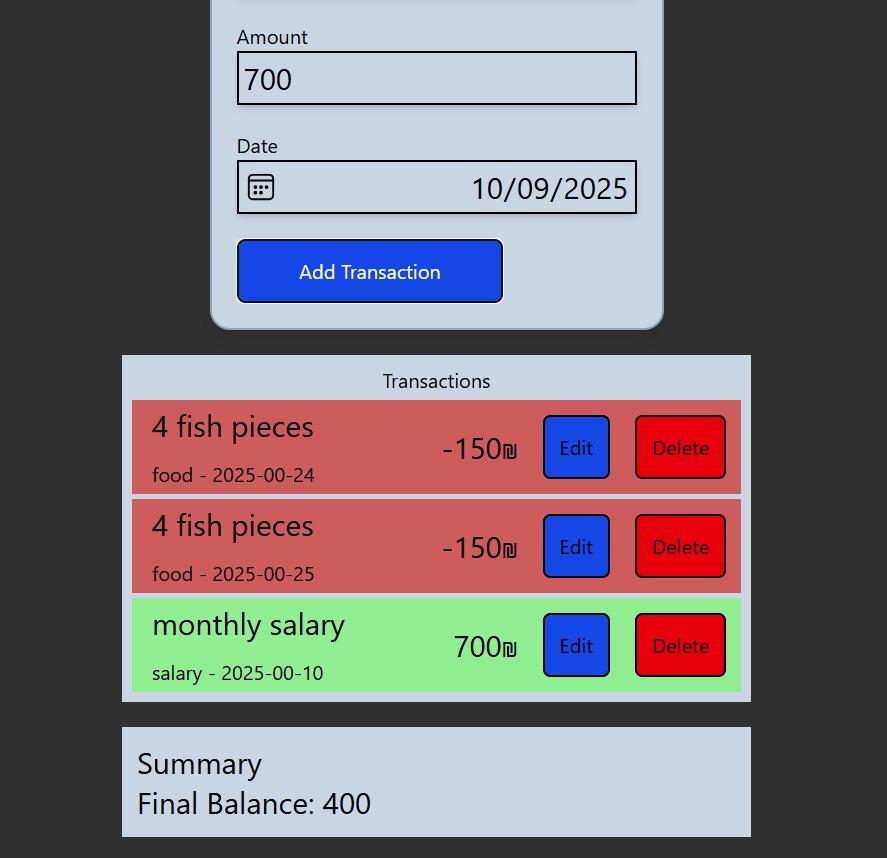 Amount
700
Date
10/09/2025
Add Transaction
Transactions
4 fish pieces
-150₪ Edit Delete
food - 2025-00-24
4 fish pieces
-150₪ Edit Delete
food - 2025-00-25
monthly salary
700₪ Edit Delete
salary - 2025-00-10
Summary
Final Balance: 400